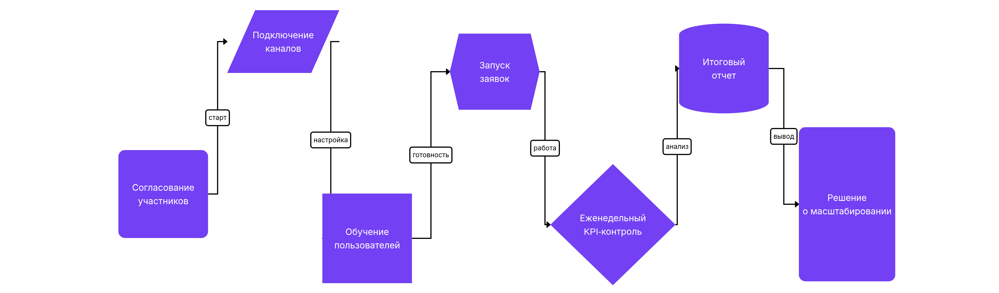 Согласование
участников
старт
Подключение
каналов
настройка
Обучение
пользователей
готовность
Запуск
заявок
работа
Еженедельный
KPI-контроль
анализ
Итоговый
отчет
вывод
Решение
о масштабировании